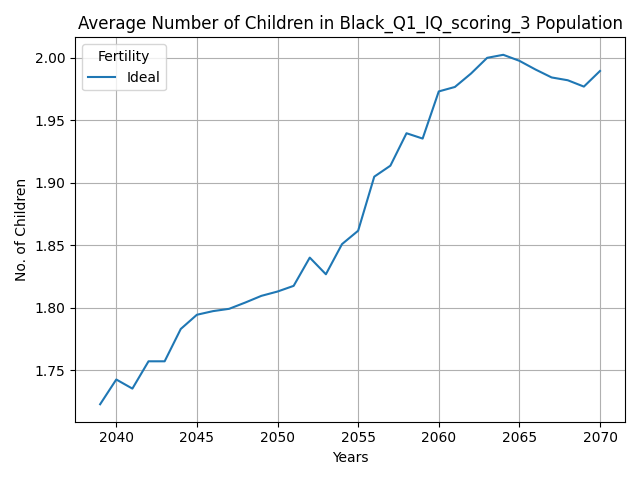 Average Number of Children in Black_Q1_IQ_scoring_3 Population
Fertility
Ideal
No. of Children
2.00
1.95
1.90
1.85
1.80
1.75
2040 2045 2050 2055 2060 2065 2070
Years